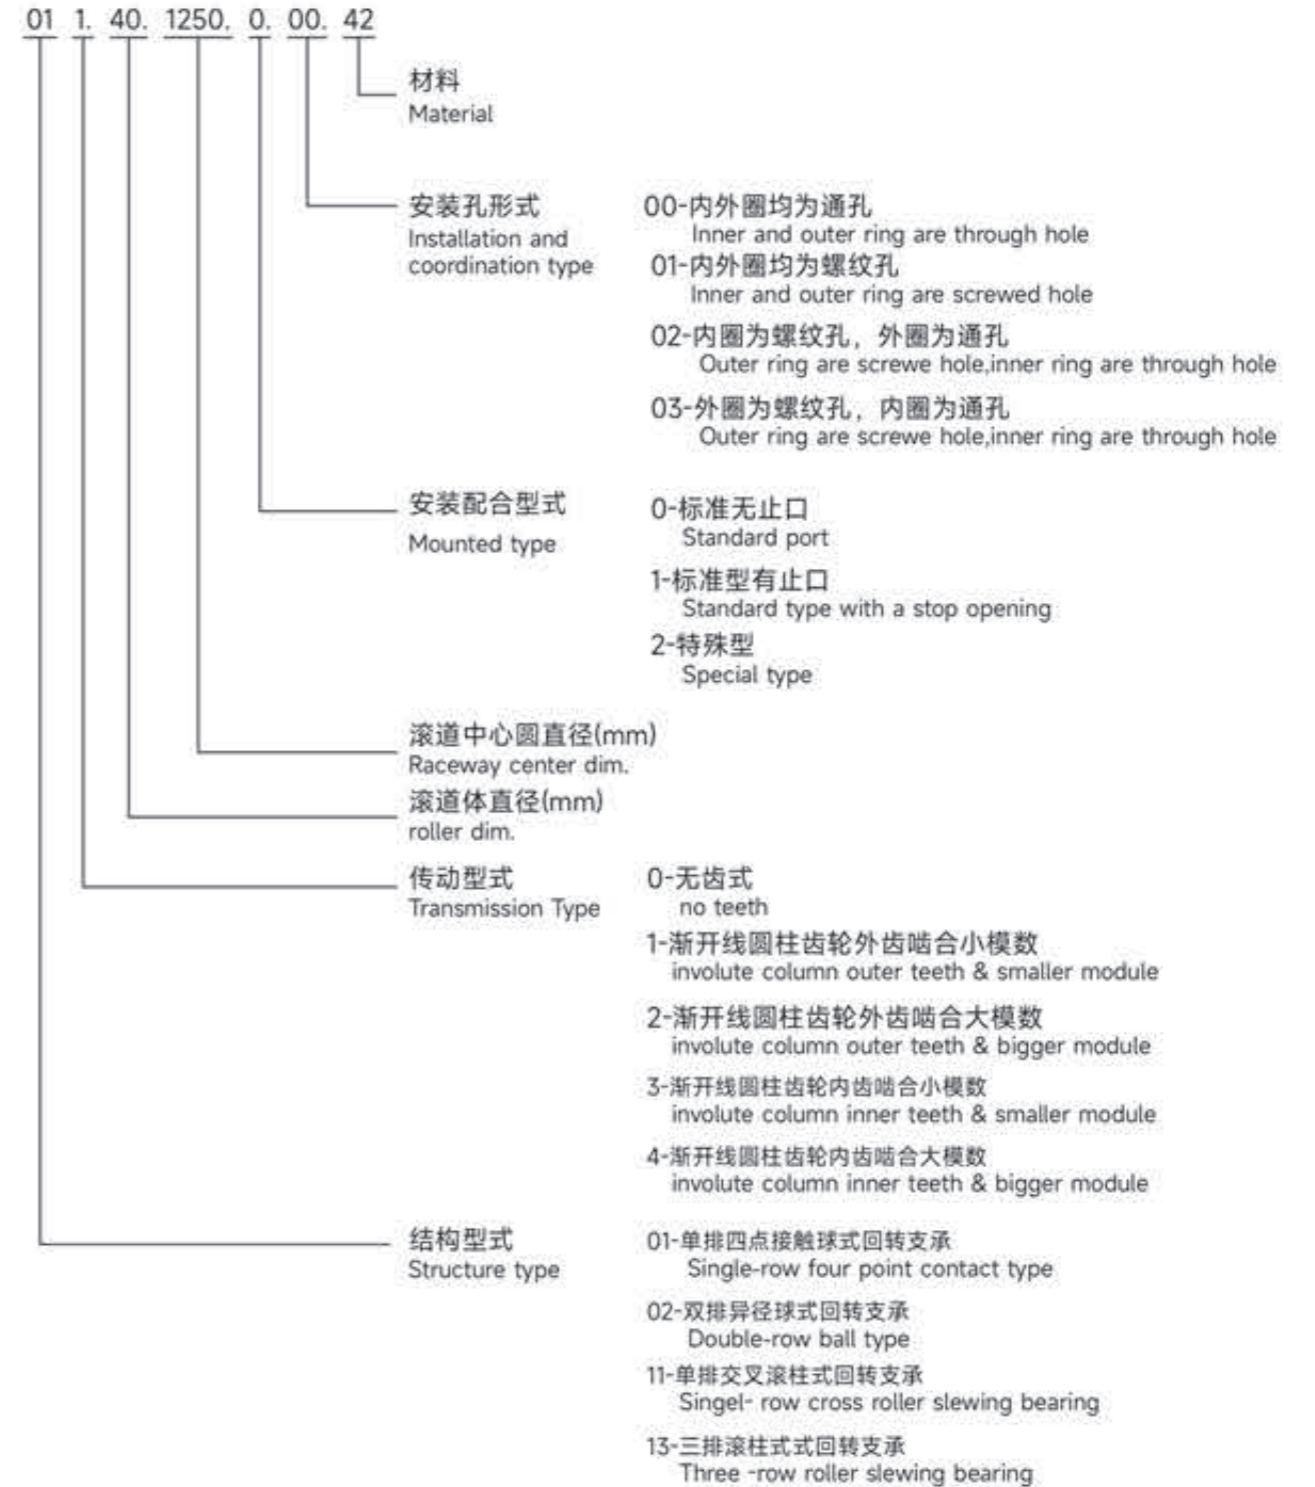 01 1. 40. 1250. 0. 00. 42
材料
Material
安装孔形式
Installation and
coordination type
00-内外圈均为通孔
Inner and outer ring are through hole
01-内外圈均为螺纹孔
Inner and outer ring are screwed hole
02-内圈为螺纹孔，外圈为通孔
Outer ring are screwe hole,inner ring are through hole
03-外圈为螺纹孔，内圈为通孔
Outer ring are screwe hole,inner ring are through hole
安装配合型式
Mounted type
0-标准无止口
Standard port
1-标准型有止口
Standard type with a stop opening
2-特殊型
Special type
滚道中心圆直径(mm)
Raceway center dim.
滚道体直径(mm)
roller dim.
传动型式
Transmission Type
0-无齿式
no teeth
1-渐开线圆柱齿轮外齿啮合小模数
involute column outer teeth & smaller module
2-渐开线圆柱齿轮外齿啮合大模数
involute column outer teeth & bigger module
3-渐开线圆柱齿轮内齿啮合小模数
involute column inner teeth & smaller module
4-渐开线圆柱齿轮内齿啮合大模数
involute column inner teeth & bigger module
结构型式
Structure type
01-单排四点接触球式回转支承
Single-row four point contact type
02-双排异径球式回转支承
Double-row ball type
11-单排交叉滚柱式回转支承
Singel- row cross roller slewing bearing
13-三排滚柱式式回转支承
Three -row roller slewing bearing